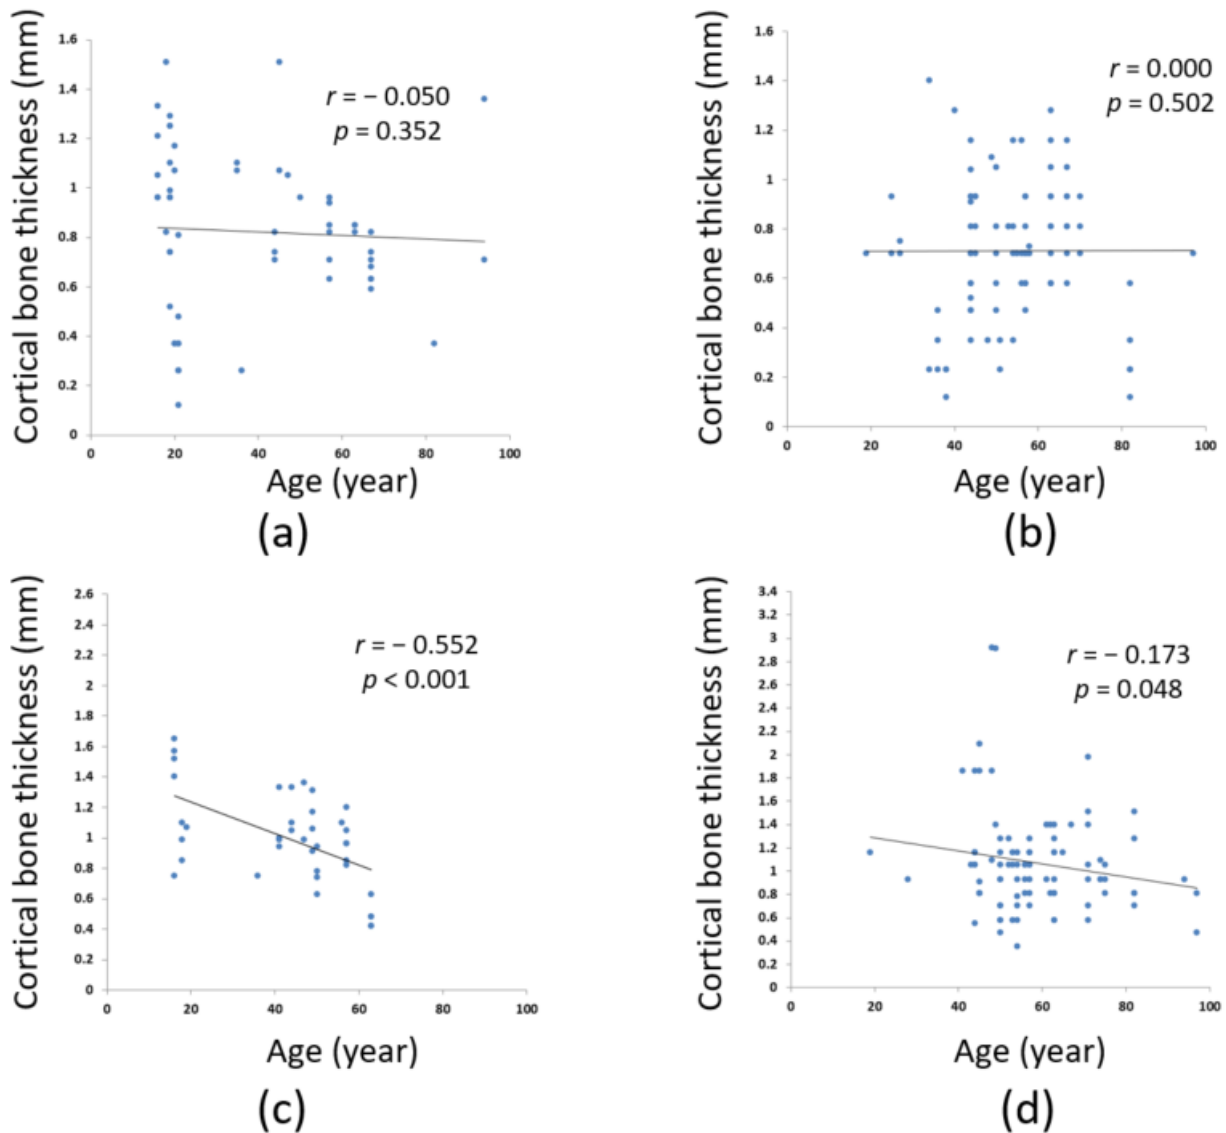 Cortical bone thickness (mm)
1.6
1.4
1.2
1
0.8
0.6
0.4
0.2
0
0 20 40 60 80 100
r = − 0.050
p = 0.352
Age (year)
(a)
Cortical bone thickness (mm)
1.6
1.4
1.2
1
0.8
0.6
0.4
0.2
0
0 20 40 60 80 100
r = 0.000
p = 0.502
Age (year)
(b)
Cortical bone thickness (mm)
2.6
2.4
2.2
2
1.8
1.6
1.4
1.2
1
0.8
0.6
0.4
0.2
0
0 20 40 60 80 100
r = − 0.552
p < 0.001
Age (year)
(c)
Cortical bone thickness (mm)
3.4
3.2
3
2.8
2.6
2.4
2.2
2
1.8
1.6
1.4
1.2
1
0.8
0.6
0.4
0.2
0
0 20 40 60 80 100
r = − 0.173
p = 0.048
Age (year)
(d)